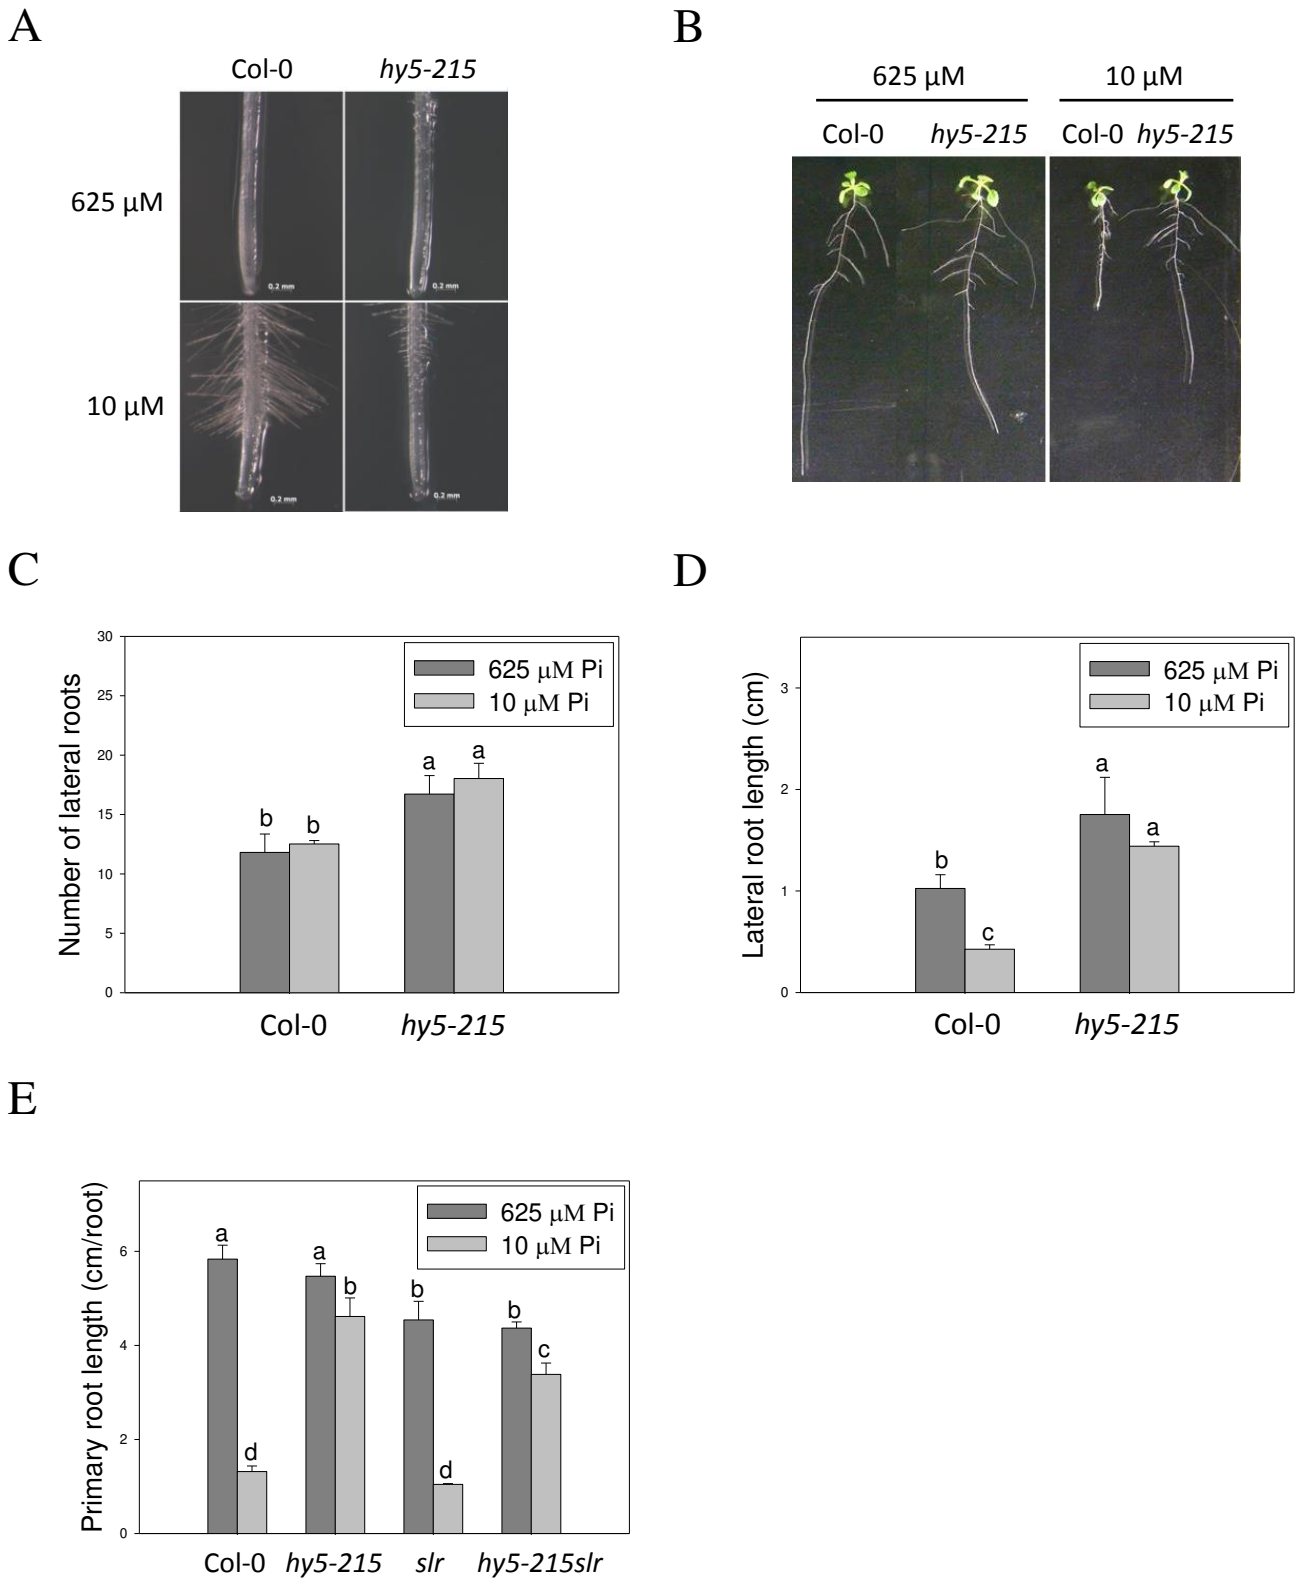 A
Col-0 hy5-215
625 µM
0.2 mm 0.2 mm
10 µM
0.2 mm 0.2 mm
B
625 µM 10 µM
Col-0 hy5-215 Col-0 hy5-215
C
Number of lateral roots
30
25
20
15
10
5
0
625 µM Pi
10 µM Pi
b b a a
Col-0 hy5-215
D
Lateral root length (cm)
3
2
1
0
625 µM Pi
10 µM Pi
b c a a
Col-0 hy5-215
E
Primary root length (cm/root)
6
4
2
0
625 µM Pi
10 µM Pi
a d a b b d b c
Col-0 hy5-215 slr hy5-215slr